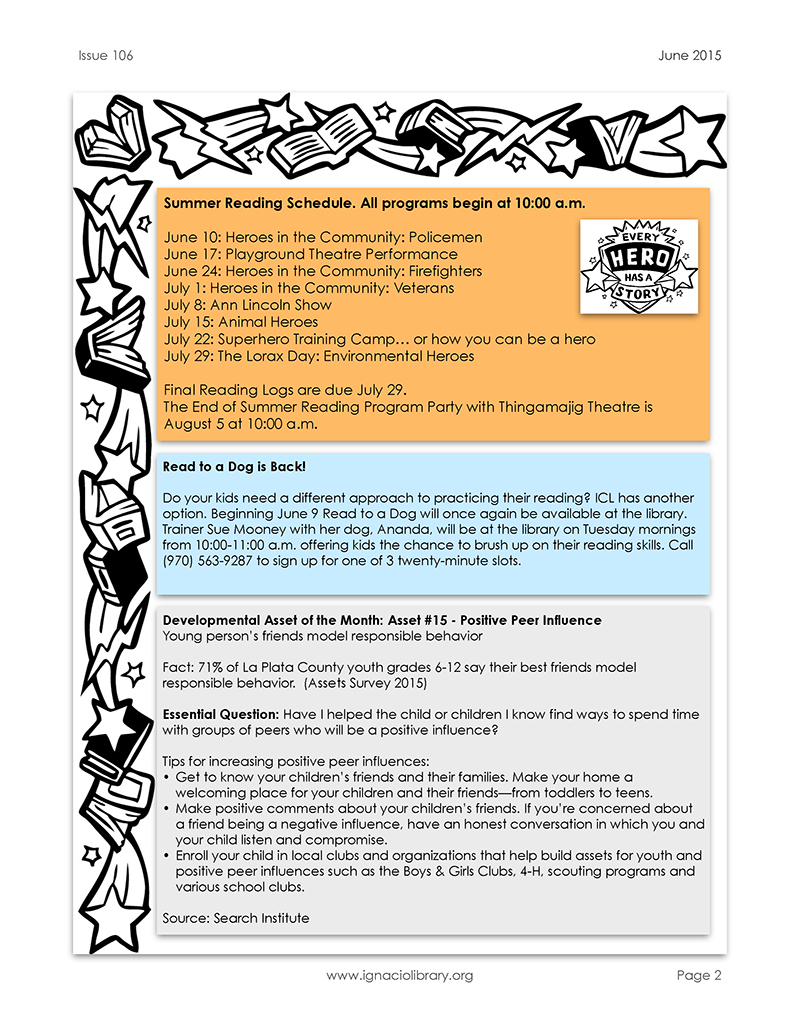 Issue 106
June 2015
Summer Reading Schedule. All programs begin at 10:00 a.m.
June 10: Heroes in the Community: Policemen
June 17: Playground Theatre Performance
June 24: Heroes in the Community: Firefighters
July 1: Heroes in the Community: Veterans
July 8: Ann Lincoln Show
July 15: Animal Heroes
July 22: Superhero Training Camp… or how you can be a hero
July 29: The Lorax Day: Environmental Heroes
EVERY
HERO
HAS A
STORY
Final Reading Logs are due July 29.
The End of Summer Reading Program Party with Thingamajig Theatre is
August 5 at 10:00 a.m.
Read to a Dog is Back!
Do your kids need a different approach to practicing their reading? ICL has another
option. Beginning June 9 Read to a Dog will once again be available at the library.
Trainer Sue Mooney with her dog, Ananda, will be at the library on Tuesday mornings
from 10:00-11:00 a.m. offering kids the chance to brush up on their reading skills. Call
(970) 563-9287 to sign up for one of 3 twenty-minute slots.
Developmental Asset of the Month: Asset #15 - Positive Peer Influence
Young person's friends model responsible behavior
Fact: 71% of La Plata County youth grades 6-12 say their best friends model
responsible behavior. (Assets Survey 2015)
Essential Question: Have I helped the child or children I know find ways to spend time
with groups of peers who will be a positive influence?
Tips for increasing positive peer influences:
• Get to know your children's friends and their families. Make your home a
welcoming place for your children and their friends—from toddlers to teens.
• Make positive comments about your children's friends. If you're concerned about
a friend being a negative influence, have an honest conversation in which you and
your child listen and compromise.
• Enroll your child in local clubs and organizations that help build assets for youth and
positive peer influences such as the Boys & Girls Clubs, 4-H, scouting programs and
various school clubs.
Source: Search Institute
www.ignaciolibrary.org
Page 2